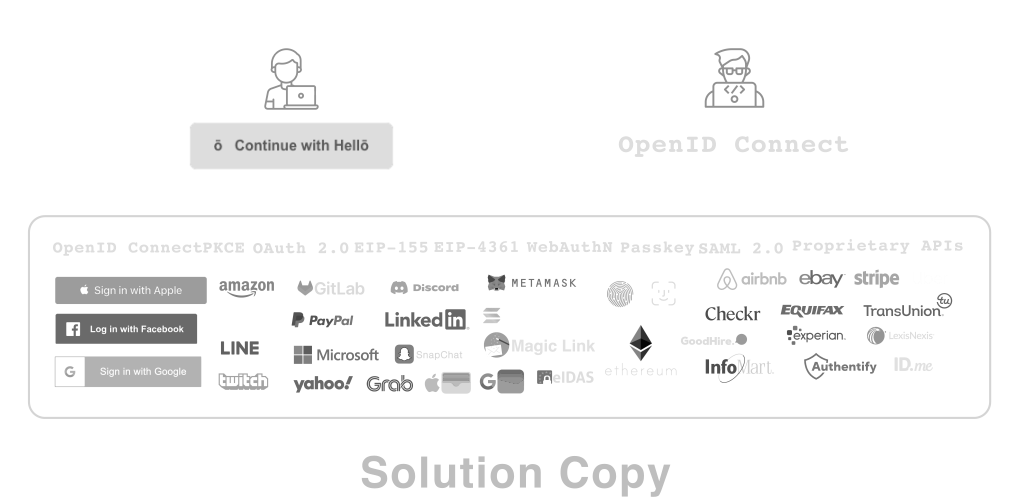 ō Continue with Hellō
OpenID Connect
OpenID Connect PKCE OAuth 2.0 EIP-155 EIP-4361 WebAuthN Passkey SAML 2.0 Proprietary APIs
Sign in with Apple
amazon
GitLab
Discord
METAMASK
airbnb
ebay
stripe
Log in with Facebook
PayPal
Linked in
Checkr
EQUIFAX
TransUnion
tu
LINE
Microsoft
SnapChat
Magic Link
ethereum
GoodHire.
experian.
LexisNexis
G Sign in with Google
twitch
yahoo!
Grab
G
eIDAS
InfoMart.
Authentify
ID.me
Solution Copy